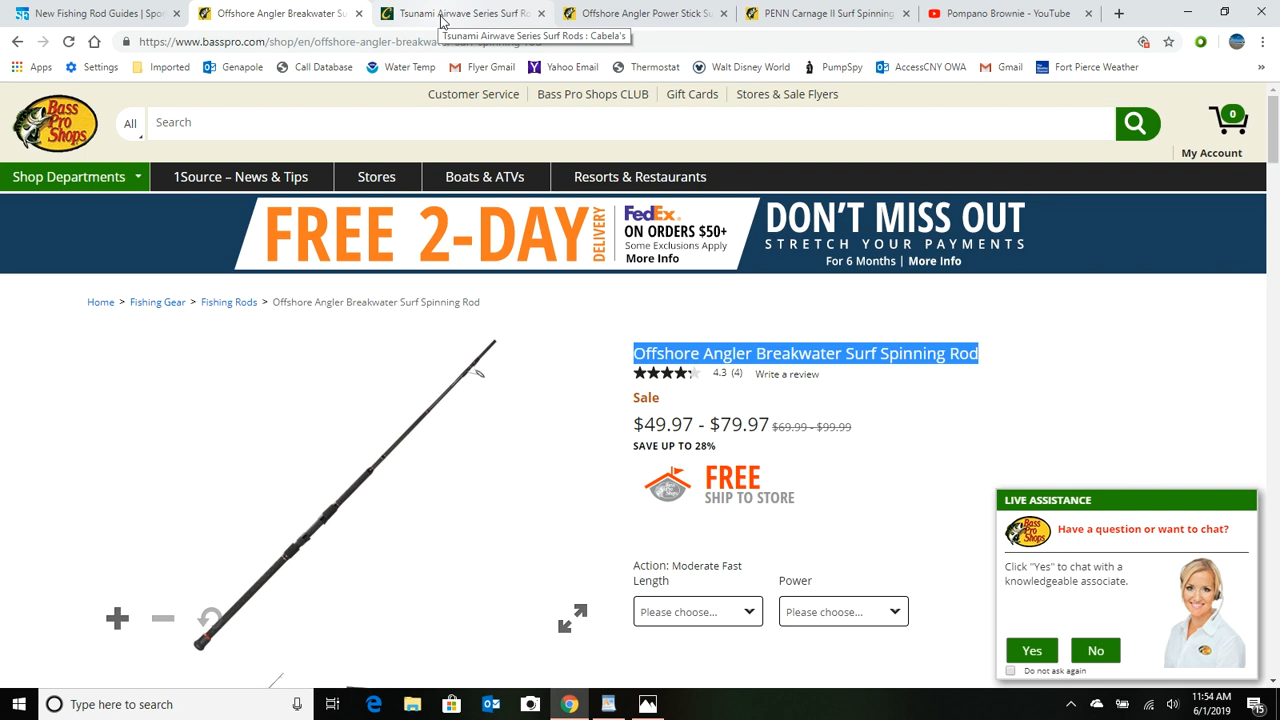 New Fishing Rod Guides | Spor
Offshore Angler Breakwater Su
Tsunami Airwave Series Surf Ro
Offshore Angler Power Stick Su
PENN Carnage II Surf Spinning
Pompano Brownie - YouTube
Tsunami Airwave Series Surf Rods : Cabela's
https://www.basspro.com/shop/en/offshore-angler-breakwater-surf-spinning-rod
Apps
Settings
Imported
Genapole
Call Database
Water Temp
Flyer Gmail
Yahoo Email
Thermostat
Walt Disney World
PumpSpy
AccessCNY OWA
Gmail
Fort Pierce Weather
»
Customer Service
Bass Pro Shops CLUB
Gift Cards
Stores & Sale Flyers
Bass Pro Shops
All
Search
0
My Account
Shop Departments
1Source – News & Tips
Stores
Boats & ATVs
Resorts & Restaurants
FREE 2-DAY DELIVERY
FedEx
ON ORDERS $50+
Some Exclusions Apply
More Info
DON'T MISS OUT
STRETCH YOUR PAYMENTS
For 6 Months | More Info
Home > Fishing Gear > Fishing Rods > Offshore Angler Breakwater Surf Spinning Rod
Offshore Angler Breakwater Surf Spinning Rod
4.3 (4) Write a review
Sale
$49.97 - $79.97 $69.99 - $99.99
SAVE UP TO 28%
FREE
SHIP TO STORE
Action: Moderate Fast
Length
Power
Please choose...
Please choose...
LIVE ASSISTANCE
Have a question or want to chat?
Click "Yes" to chat with a
knowledgeable associate.
Yes
No
Do not ask again
Type here to search
11:54 AM
6/1/2019
15